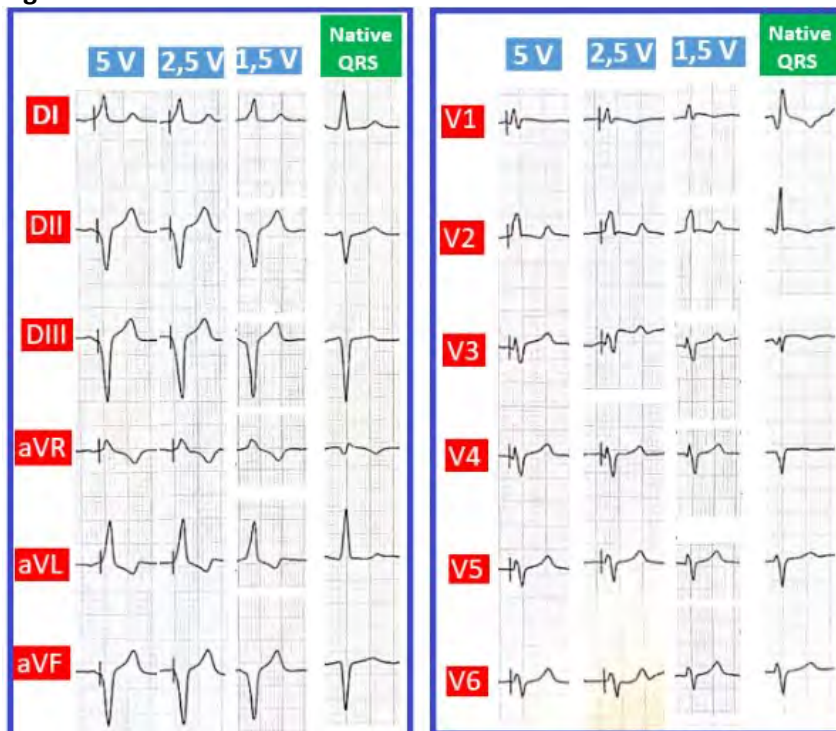 5 V 2,5 V 1,5 V Native QRS
DI
DII
DIII
aVR
aVL
aVF
5 V 2,5 V 1,5 V Native QRS
V1
V2
V3
V4
V5
V6